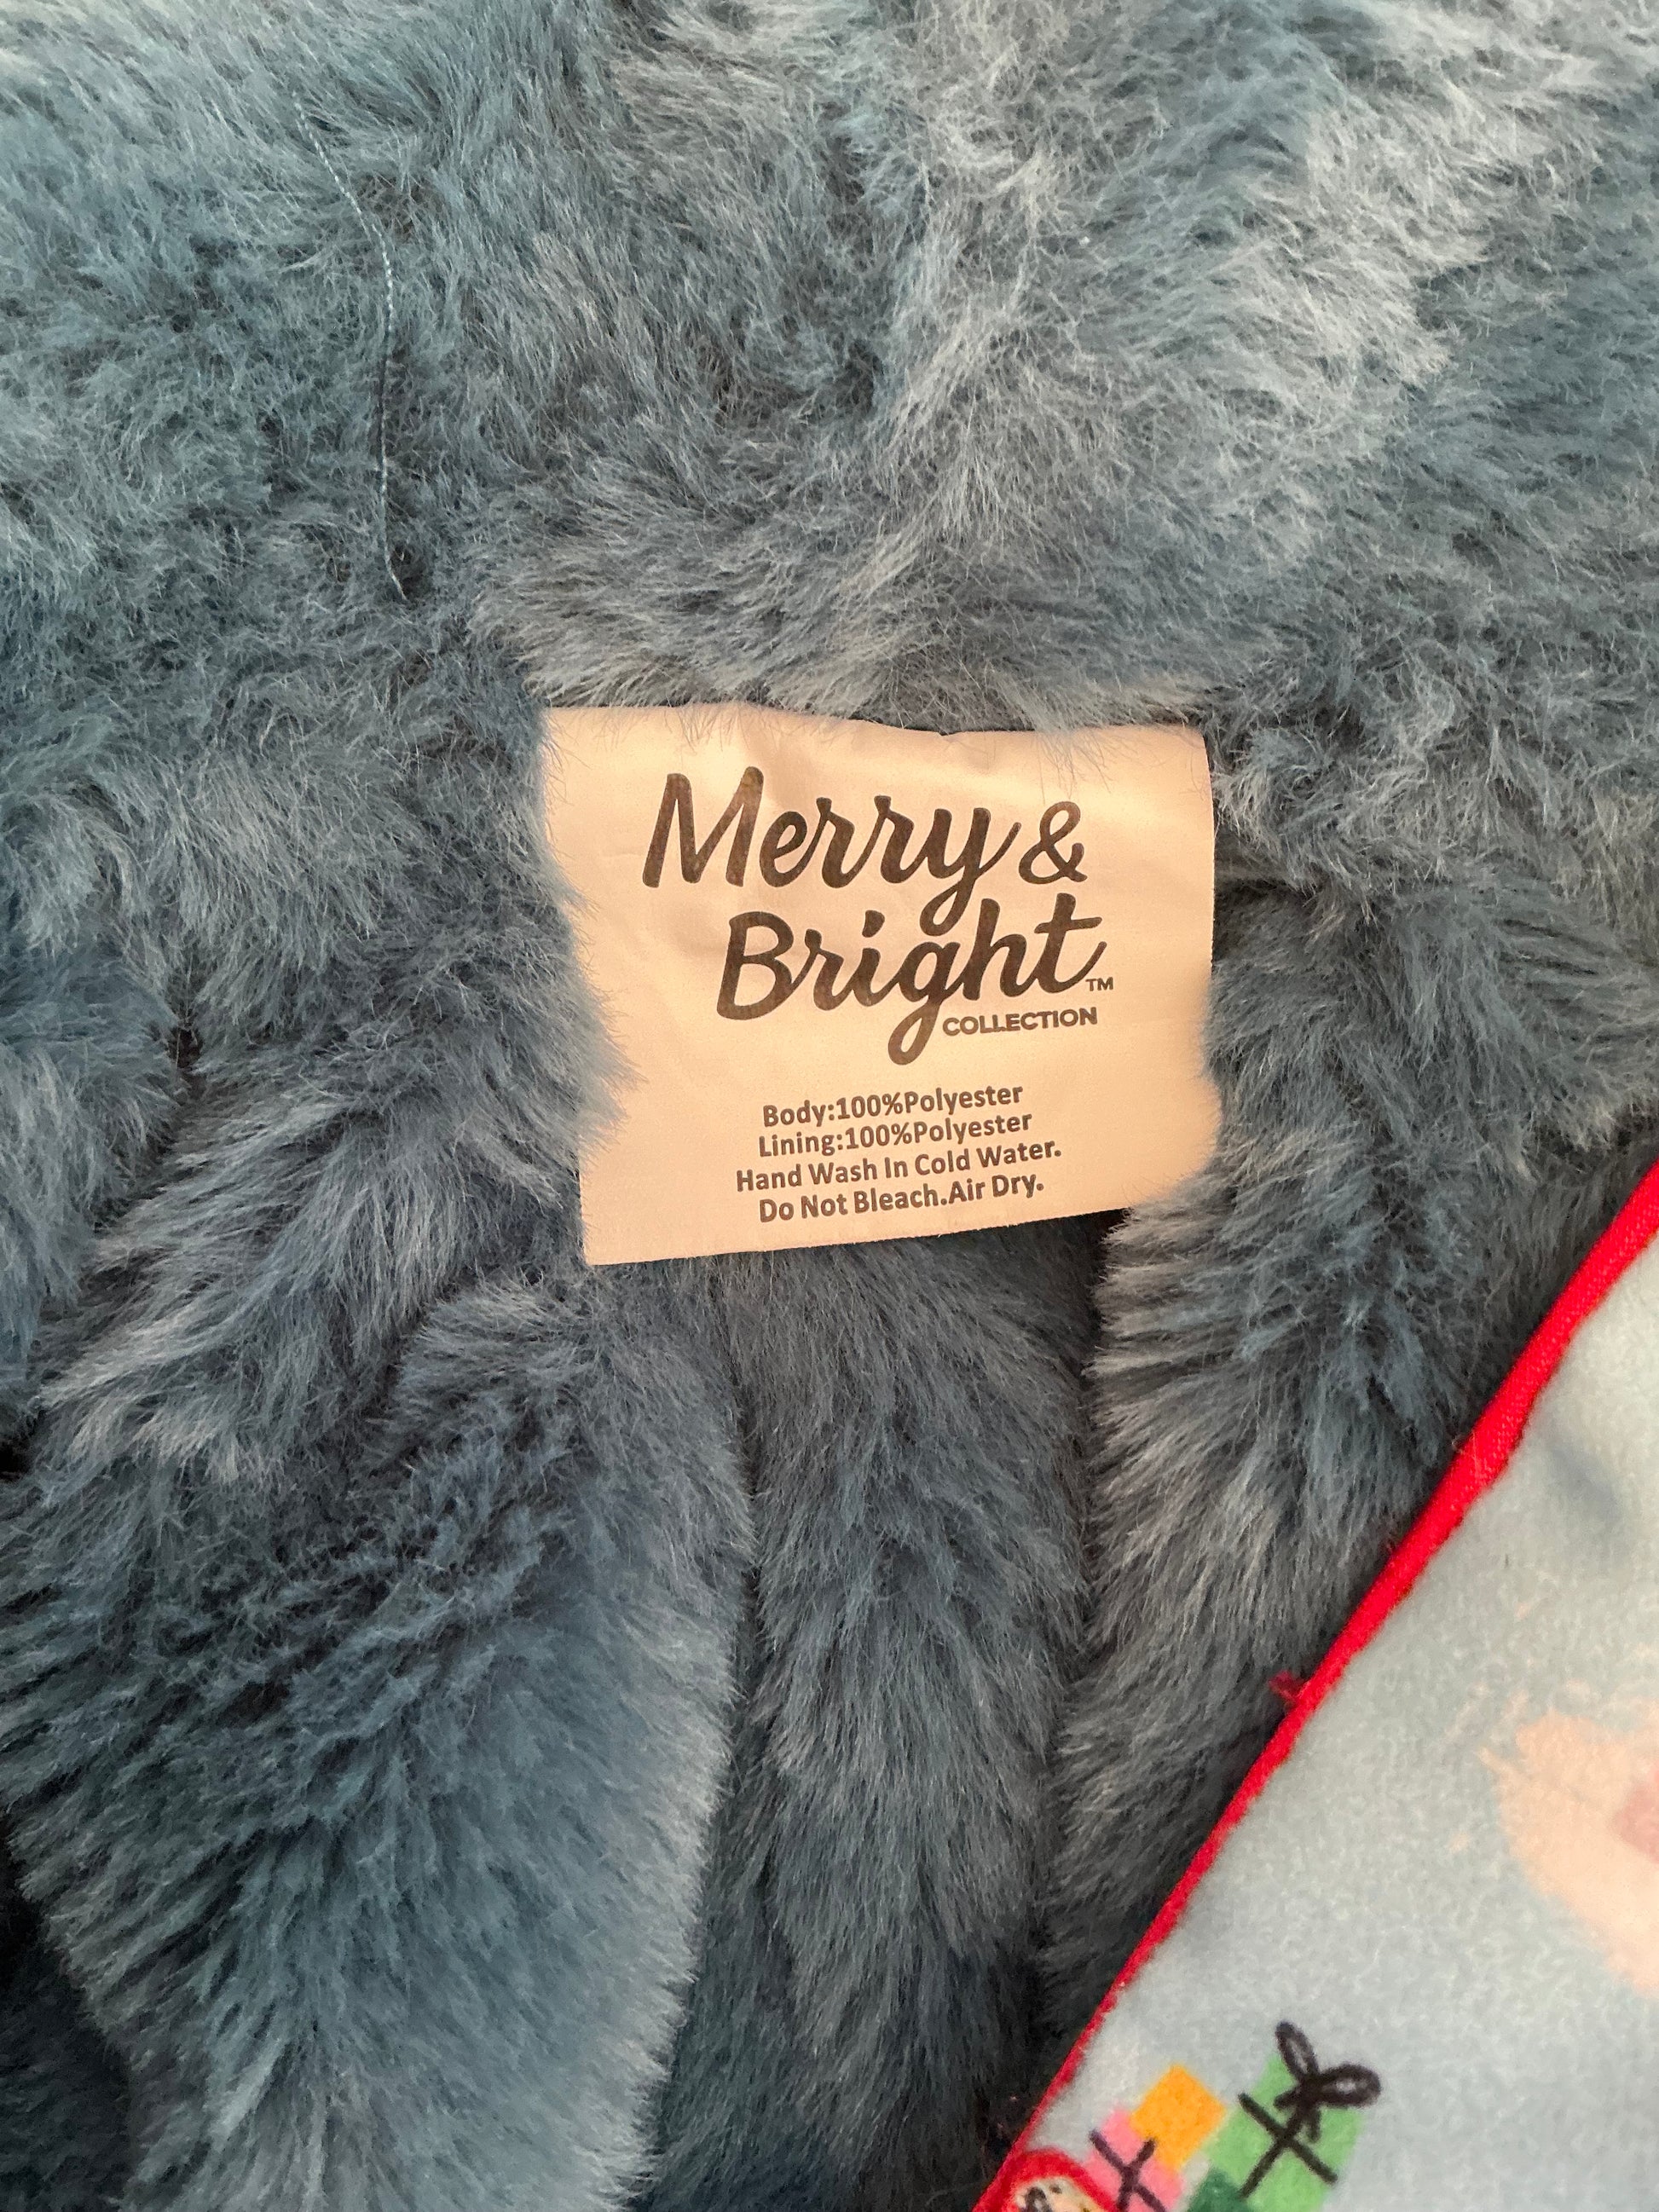 Merry &
Bright™
COLLECTION
Body:100%Polyester
Lining:100%Polyester
Hand Wash In Cold Water.
Do Not Bleach.Air Dry.